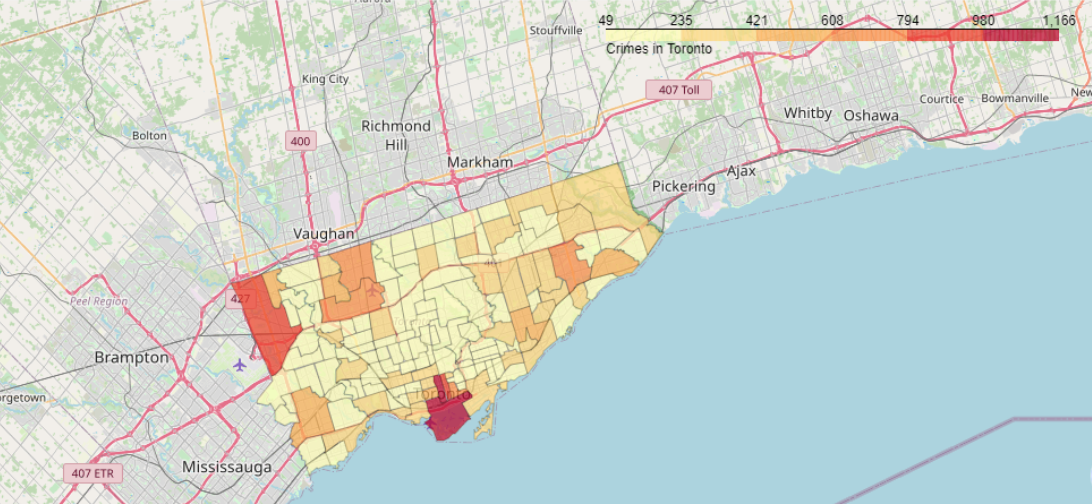 Stouffville
49 235 421 608 794 980 1,166
Crimes in Toronto
King City
407 Toll
Courtice
Bowmanville
Whitby
Oshawa
Bolton
400
Richmond
Hill
Markham
Ajax
Pickering
Vaughan
427
Peel Region
Brampton
Toronto
Mississauga
407 ETR